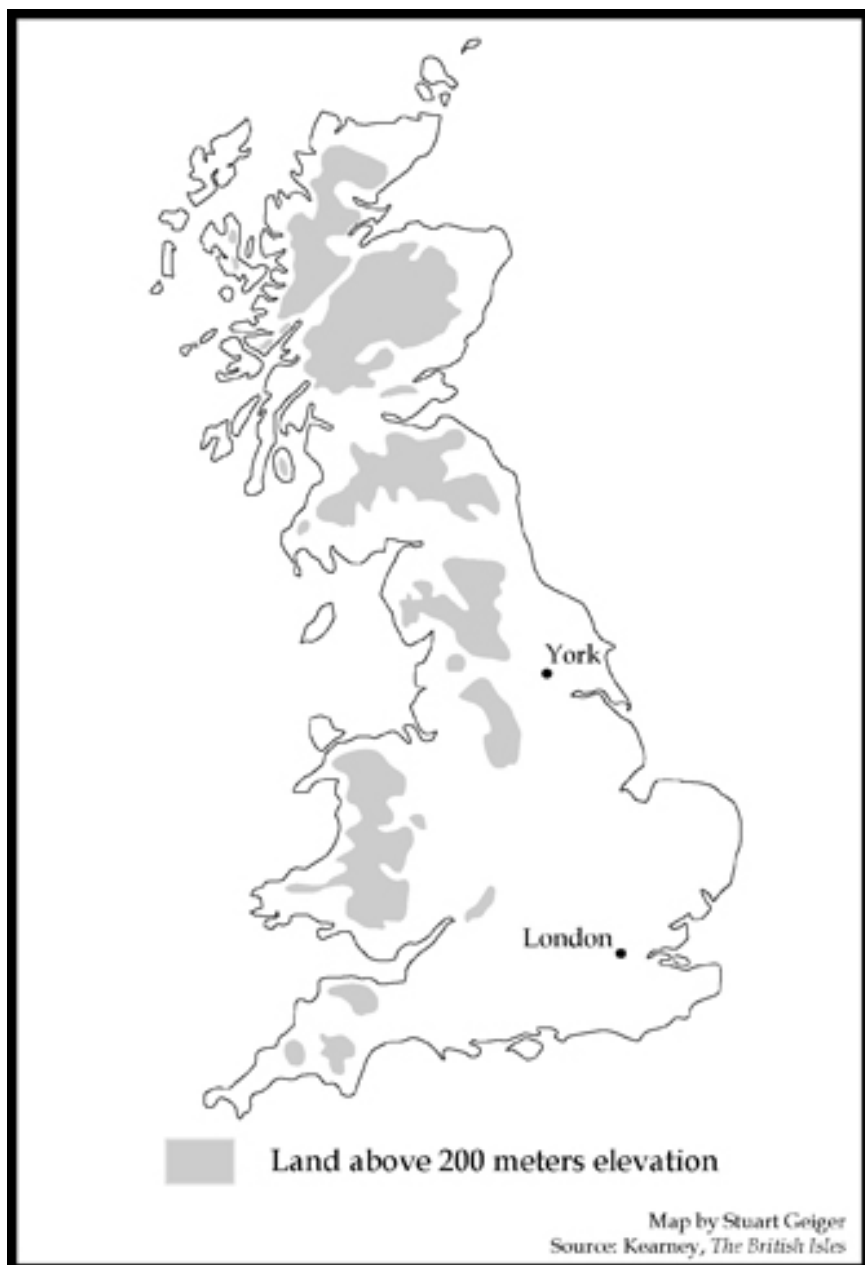 York
London
Land above 200 meters elevation
Map by Stuart Geiger
Source: Kearney, The British Isles